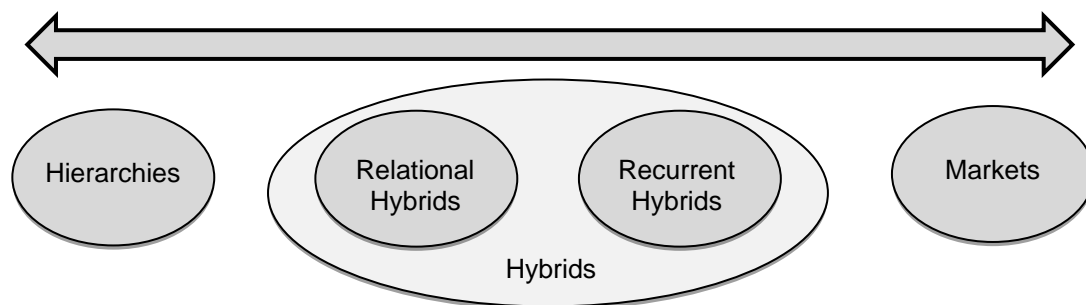 Hierarchies
Relational
Hybrids
Recurrent
Hybrids
Markets
Hybrids